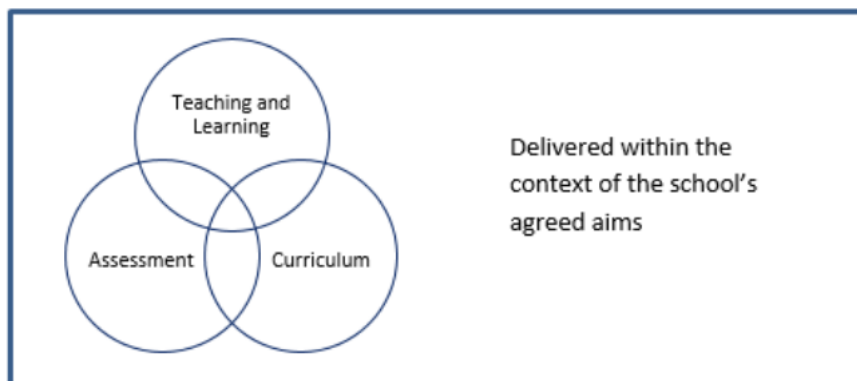 Teaching and
Learning
Assessment
Curriculum
Delivered within the
context of the school’s
agreed aims